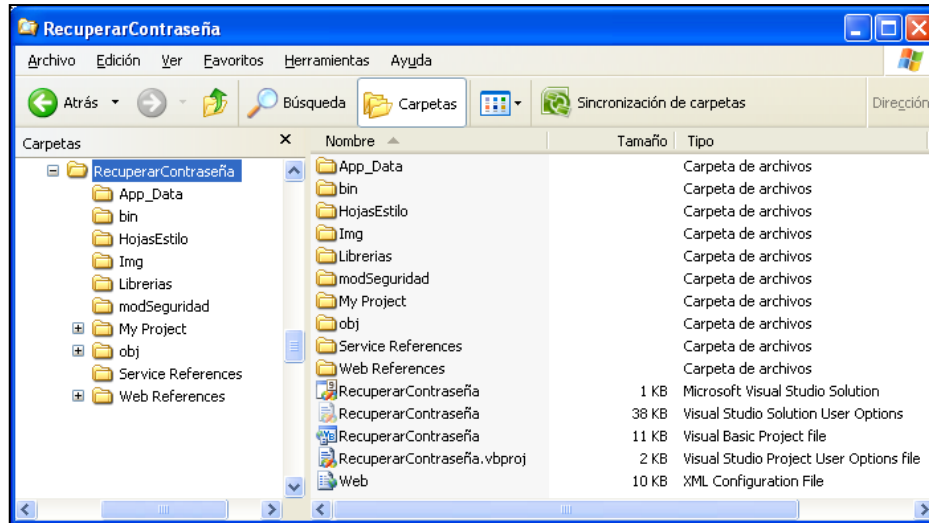 RecuperarContraseña
Archivo Edición Ver Favoritos Herramientas Ayuda
Atrás Búsqueda Carpetas Sincronización de carpetas Dirección
Carpetas
RecuperarContraseña
App_Data
bin
HojasEstilo
Img
Librerias
modSeguridad
My Project
obj
Service References
Web References
Nombre Tamaño Tipo
App_Data Carpeta de archivos
bin Carpeta de archivos
HojasEstilo Carpeta de archivos
Img Carpeta de archivos
Librerias Carpeta de archivos
modSeguridad Carpeta de archivos
My Project Carpeta de archivos
obj Carpeta de archivos
Service References Carpeta de archivos
Web References Carpeta de archivos
RecuperarContraseña 1 KB Microsoft Visual Studio Solution
RecuperarContraseña 38 KB Visual Studio Solution User Options
RecuperarContraseña 11 KB Visual Basic Project file
RecuperarContraseña.vbproj 2 KB Visual Studio Project User Options file
Web 10 KB XML Configuration File